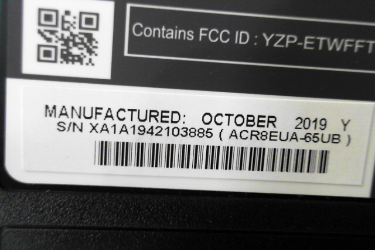 Contains FCC ID : YZP-ETWFFT
MANUFACTURED: OCTOBER 2019 Y
S/N XA1A1942103885 ( ACR8EUA-65UB )